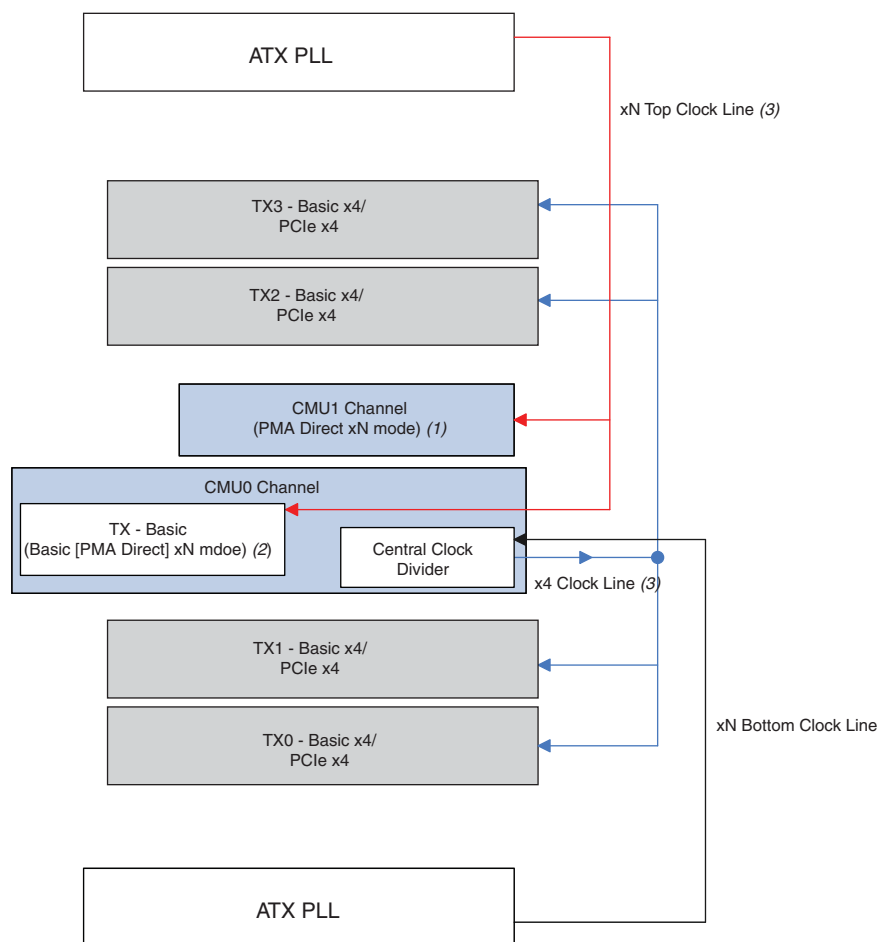 ATX PLL
xN Top Clock Line (3)
TX3 - Basic x4/
PCIe x4
TX2 - Basic x4/
PCIe x4
CMU1 Channel
(PMA Direct xN mode) (1)
CMU0 Channel
TX - Basic
(Basic [PMA Direct] xN mdoe) (2)
Central Clock
Divider
x4 Clock Line (3)
TX1 - Basic x4/
PCIe x4
xN Bottom Clock Line
TX0 - Basic x4/
PCIe x4
ATX PLL